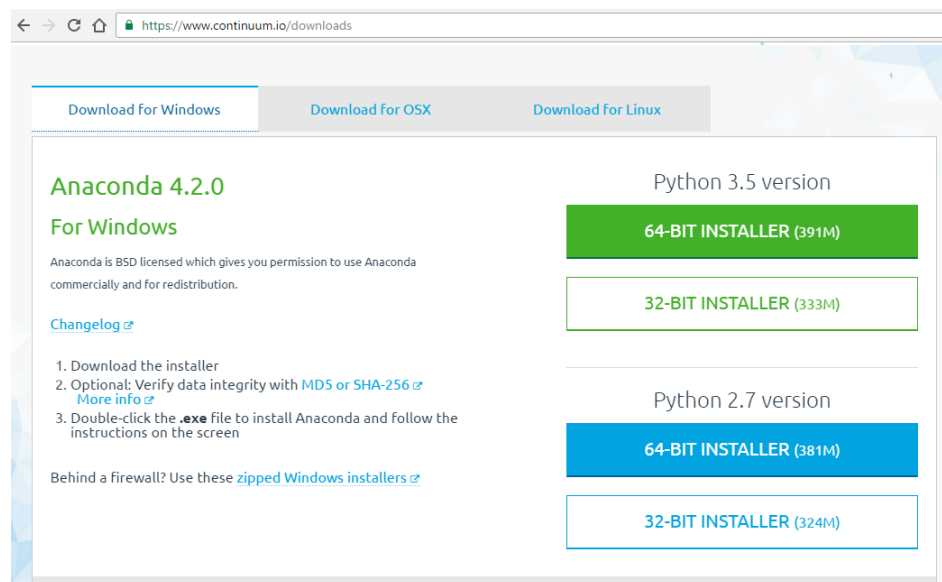 https://www.continuum.io/downloads
Download for Windows
Download for OSX
Download for Linux
Anaconda 4.2.0
For Windows
Anaconda is BSD licensed which gives you permission to use Anaconda
commercially and for redistribution.
Changelog
1. Download the installer
2. Optional: Verify data integrity with MD5 or SHA-256
More info
3. Double-click the .exe file to install Anaconda and follow the
instructions on the screen
Behind a firewall? Use these zipped Windows installers
Python 3.5 version
64-BIT INSTALLER (391M)
32-BIT INSTALLER (333M)
Python 2.7 version
64-BIT INSTALLER (381M)
32-BIT INSTALLER (324M)